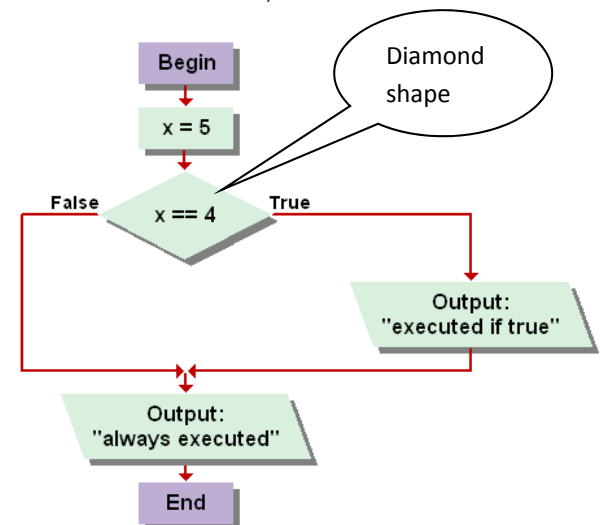 Begin
Diamond
shape
x = 5
False
True
x == 4
Output:
"executed if true"
Output:
"always executed"
End